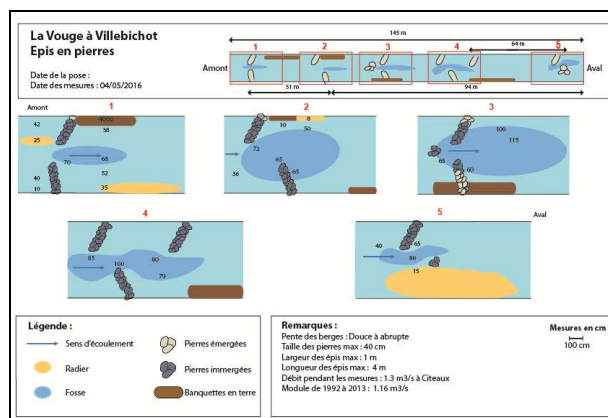 La Vouge à Villebichot
Epis en pierres
Date de la pose :
Date des mesures : 04/05/2016
145 m
64 m
1
2
3
4
5
Amont
Aval
51 m
94 m
Amont
1
42
25
4000
58
70
68
40
10
52
35
2
10
8
50
72
36
65
65
3
100
115
65
65
60
4
85
100
80
70
5
Aval
40
65
80
15
Légende :
Sens d'écoulement
Radier
Fosse
Pierres émergées
Pierres immergées
Banquettes en terre
Remarques :
Pente des berges : Douce à abrupte
Taille des pierres max : 40 cm
Largeur des épis max : 1 m
Longueur des épis max : 4 m
Débit pendant les mesures : 1.3 m3/s à Citeaux
Module de 1992 à 2013 : 1.16 m3/s
Mesures en cm
100 cm